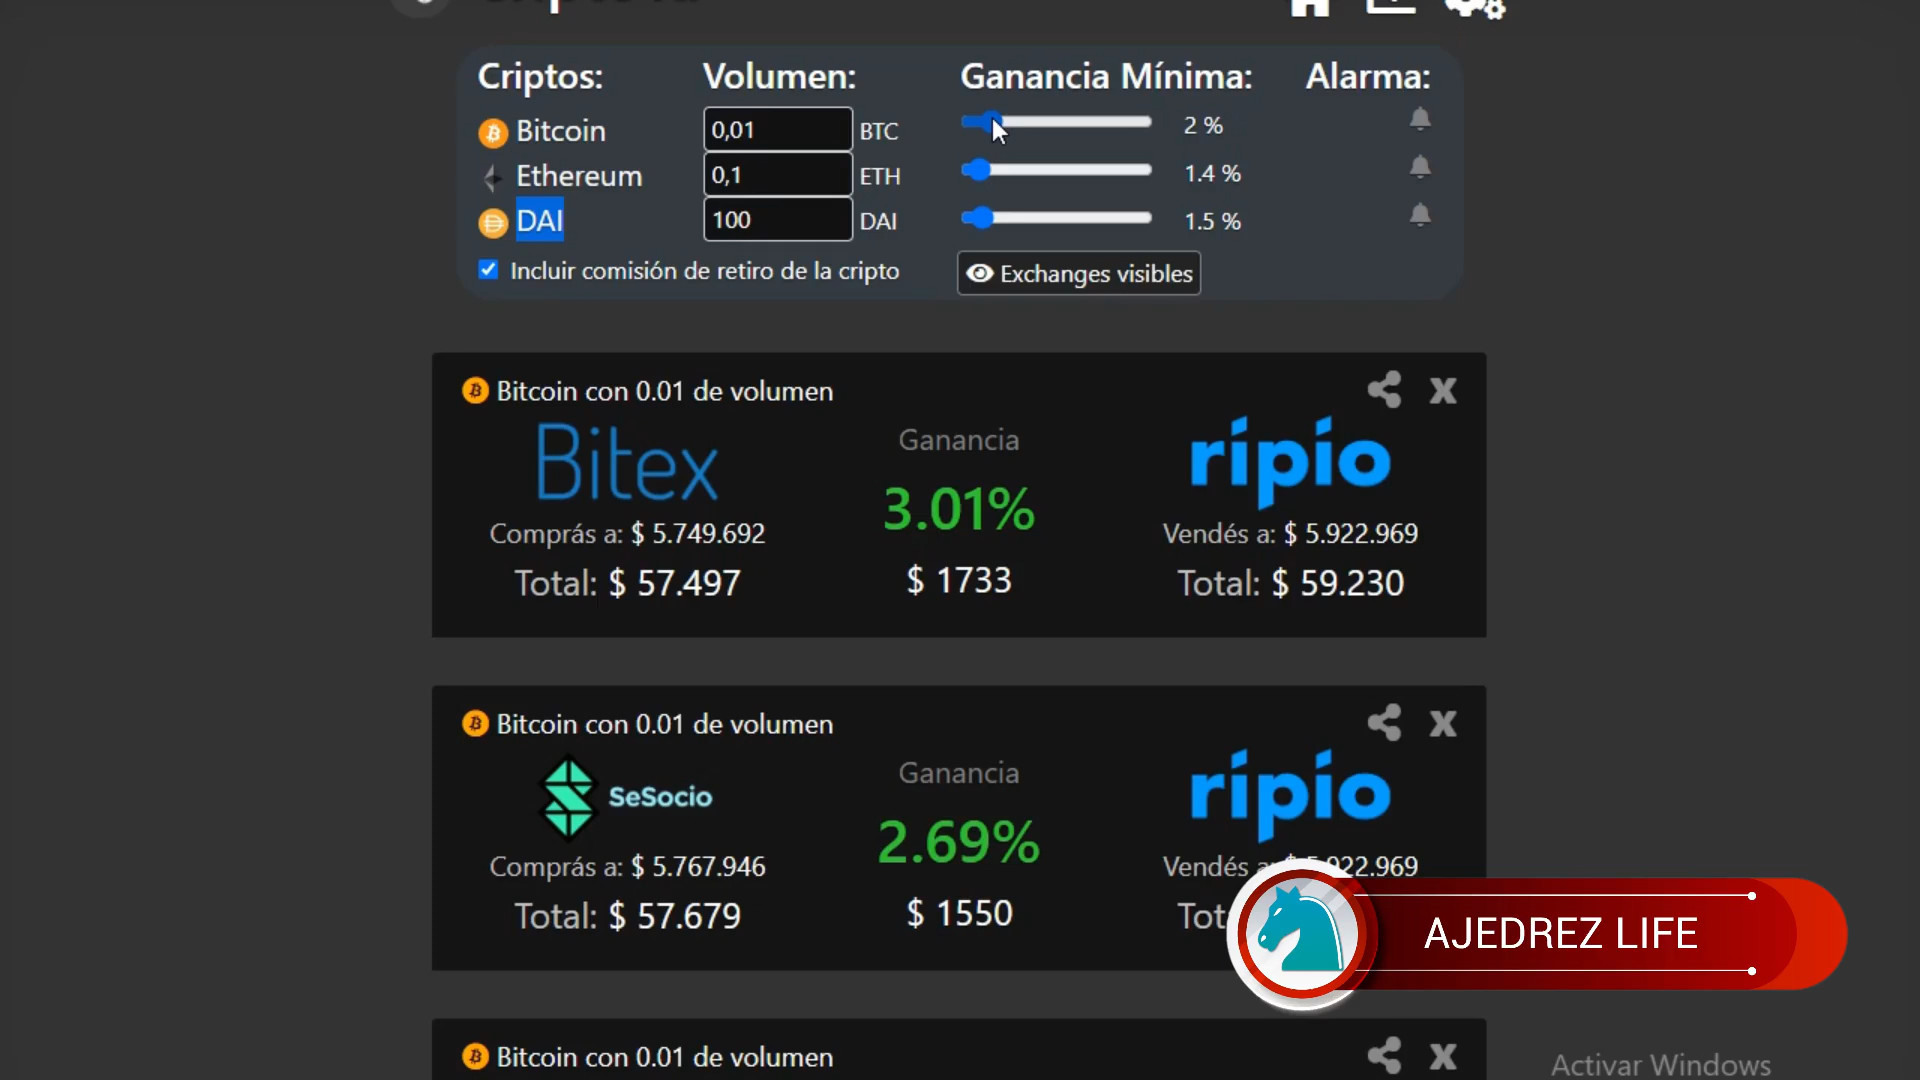 Criptos: Volumen: Ganancia Mínima: Alarma:
Bitcoin 0,01 BTC 2 %
Ethereum 0,1 ETH 1.4 %
DAI 100 DAI 1.5 %
Incluir comisión de retiro de la cripto Exchanges visibles
Bitcoin con 0.01 de volumen X
Bitex Ganancia ripio
3.01%
Comprás a: $ 5.749.692 Vendés a: $ 5.922.969
Total: $ 57.497 $ 1733 Total: $ 59.230
Bitcoin con 0.01 de volumen X
SeSocio Ganancia ripio
2.69%
Comprás a: $ 5.767.946 Vendés a: $ 5.922.969
Total: $ 57.679 $ 1550
AJEDREZ LIFE
Bitcoin con 0.01 de volumen X
Activar Windows